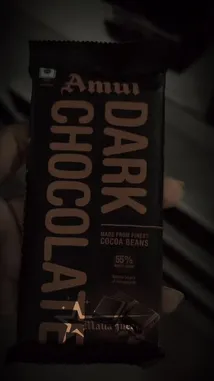 Amul
DARK
CHOCOLATE
MADE FROM FINEST
COCOA BEANS
55%